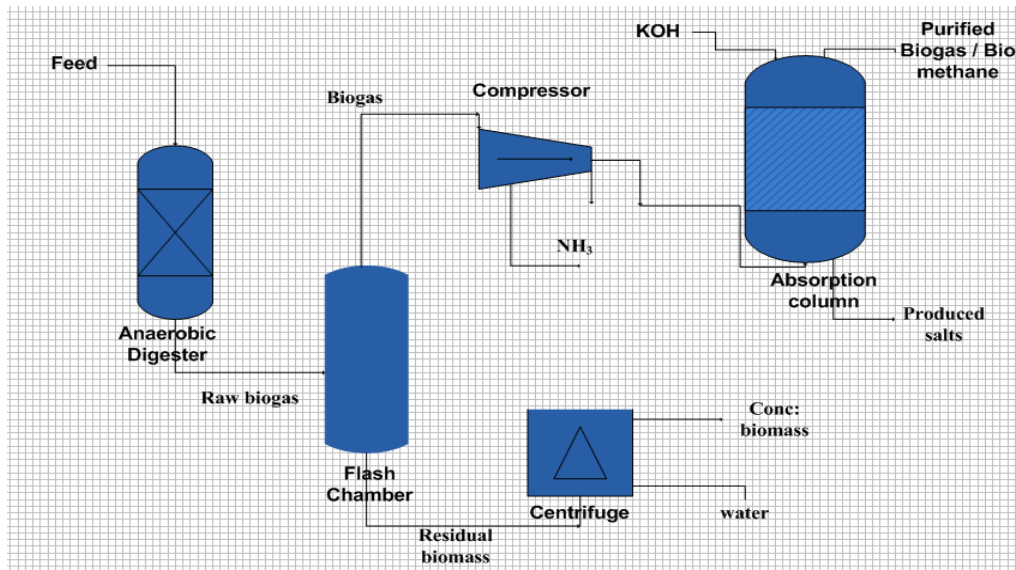 Feed
Anaerobic
Digester
Raw biogas
Biogas
Flash
Chamber
Residual
biomass
Compressor
NH₃
KOH
Purified
Biogas / Bio
methane
Absorption
column
Produced
salts
Centrifuge
Conc:
biomass
water